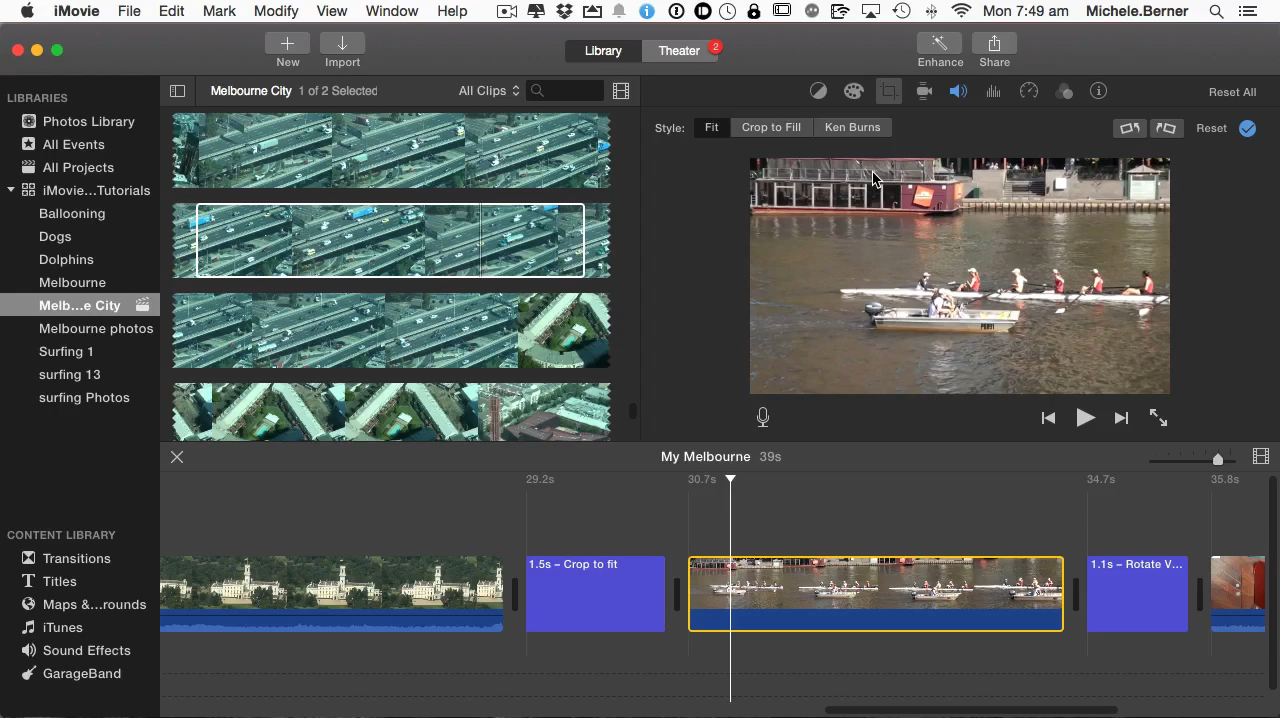 iMovie File Edit Mark Modify View Window Help Mon 7:49 am Michele.Berner
New Import Library Theater 2 Enhance Share
LIBRARIES
Photos Library
All Events
All Projects
iMovie...Tutorials
Ballooning
Dogs
Dolphins
Melbourne
Melb...e City
Melbourne photos
Surfing 1
surfing 13
surfing Photos
Melbourne City 1 of 2 Selected All Clips
Reset All
Style: Fit Crop to Fill Ken Burns Reset
My Melbourne 39s
29.2s 30.7s 34.7s 35.8s
1.5s – Crop to fit
1.1s – Rotate V...
CONTENT LIBRARY
Transitions
Titles
Maps &...rounds
iTunes
Sound Effects
GarageBand